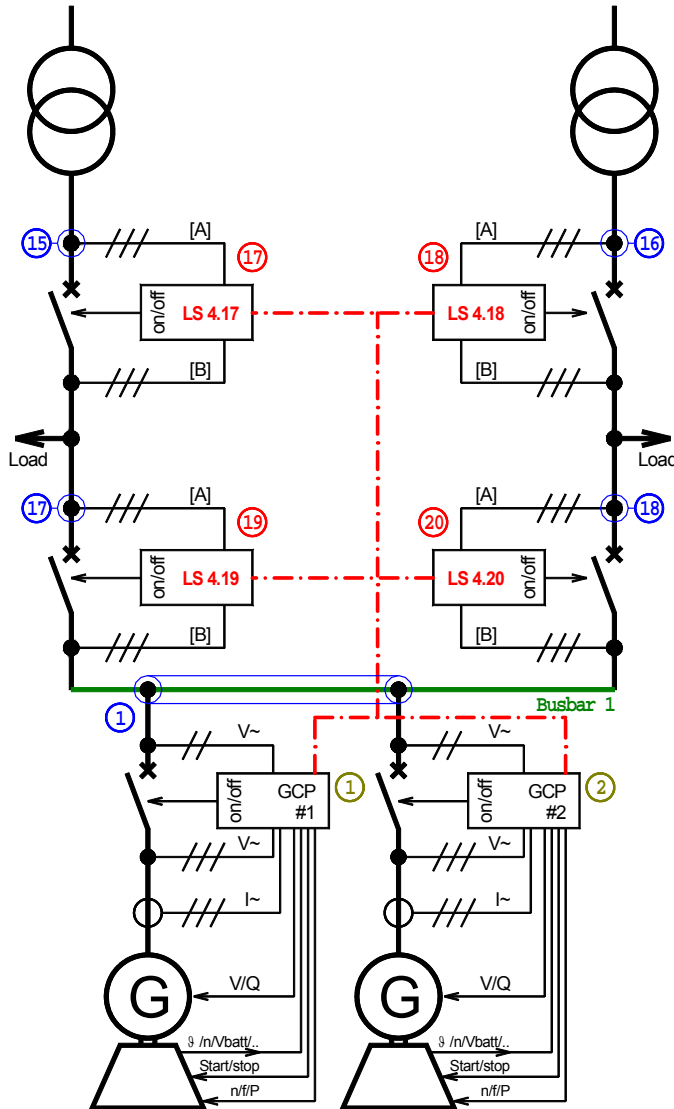 [A] [A]
15 17 18 16
on/off LS 4.17 LS 4.18 on/off
[B] [B]
Load Load
[A] [A]
17 19 20 18
on/off LS 4.19 LS 4.20 on/off
[B] [B]
Busbar 1
1 V~ V~
on/off GCP #1 1 on/off GCP #2 2
V~ V~
I~ I~
G V/Q G V/Q
ϑ /n/Vbatt/.. ϑ /n/Vbatt/..
Start/stop Start/stop
n/f/P n/f/P